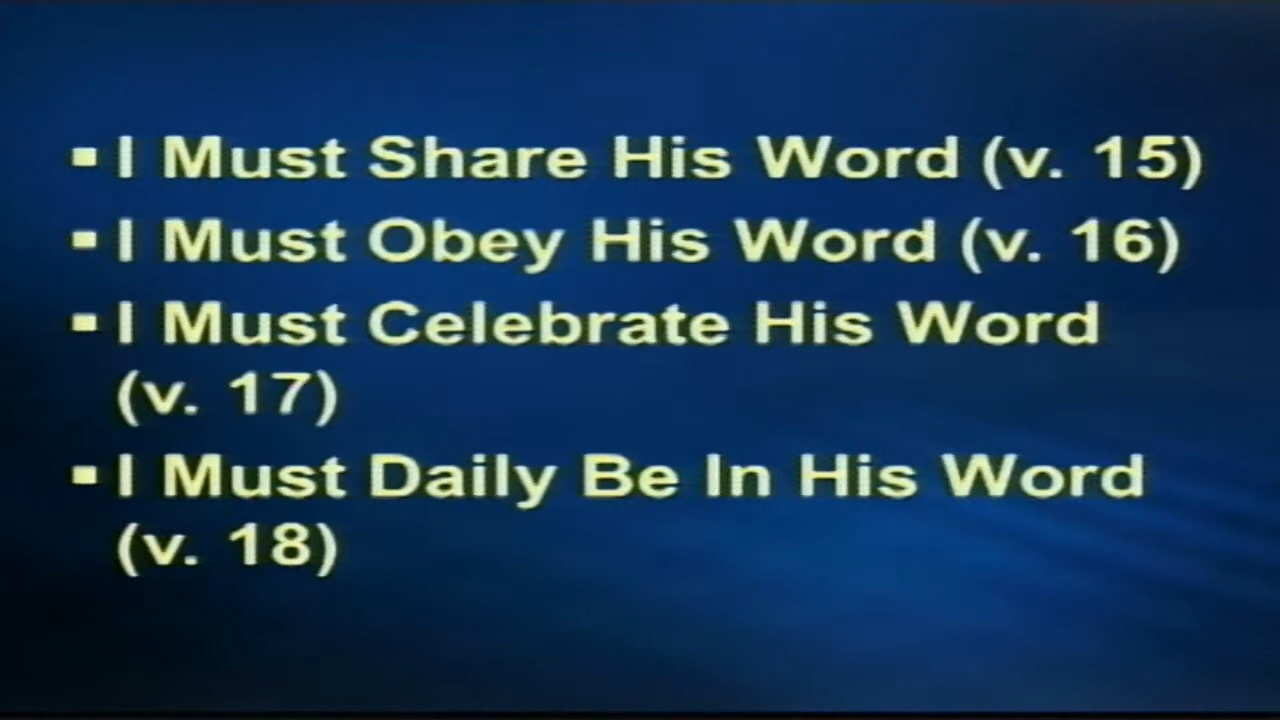 ▪ I Must Share His Word (v. 15)
▪ I Must Obey His Word (v. 16)
▪ I Must Celebrate His Word
(v. 17)
▪ I Must Daily Be In His Word
(v. 18)